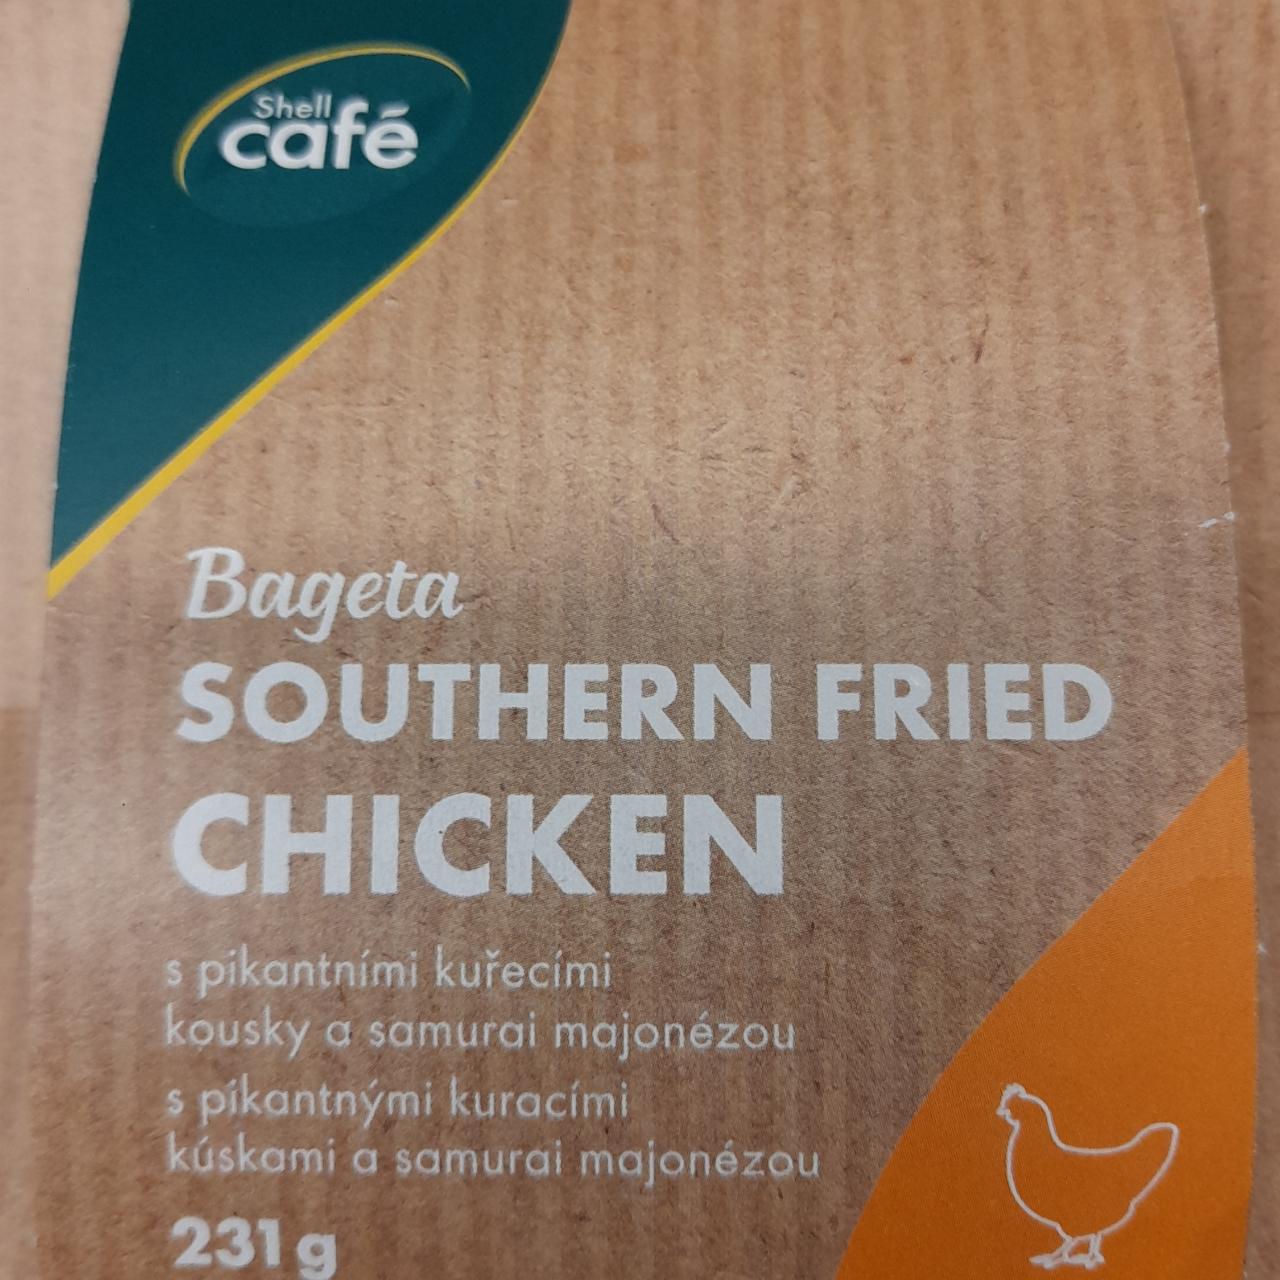 Shell
café
Bageta
SOUTHERN FRIED
CHICKEN
s pikantními kuřecími
kousky a samurai majonézou
s pikantnými kuracími
kúskami a samurai majonézou
231 g